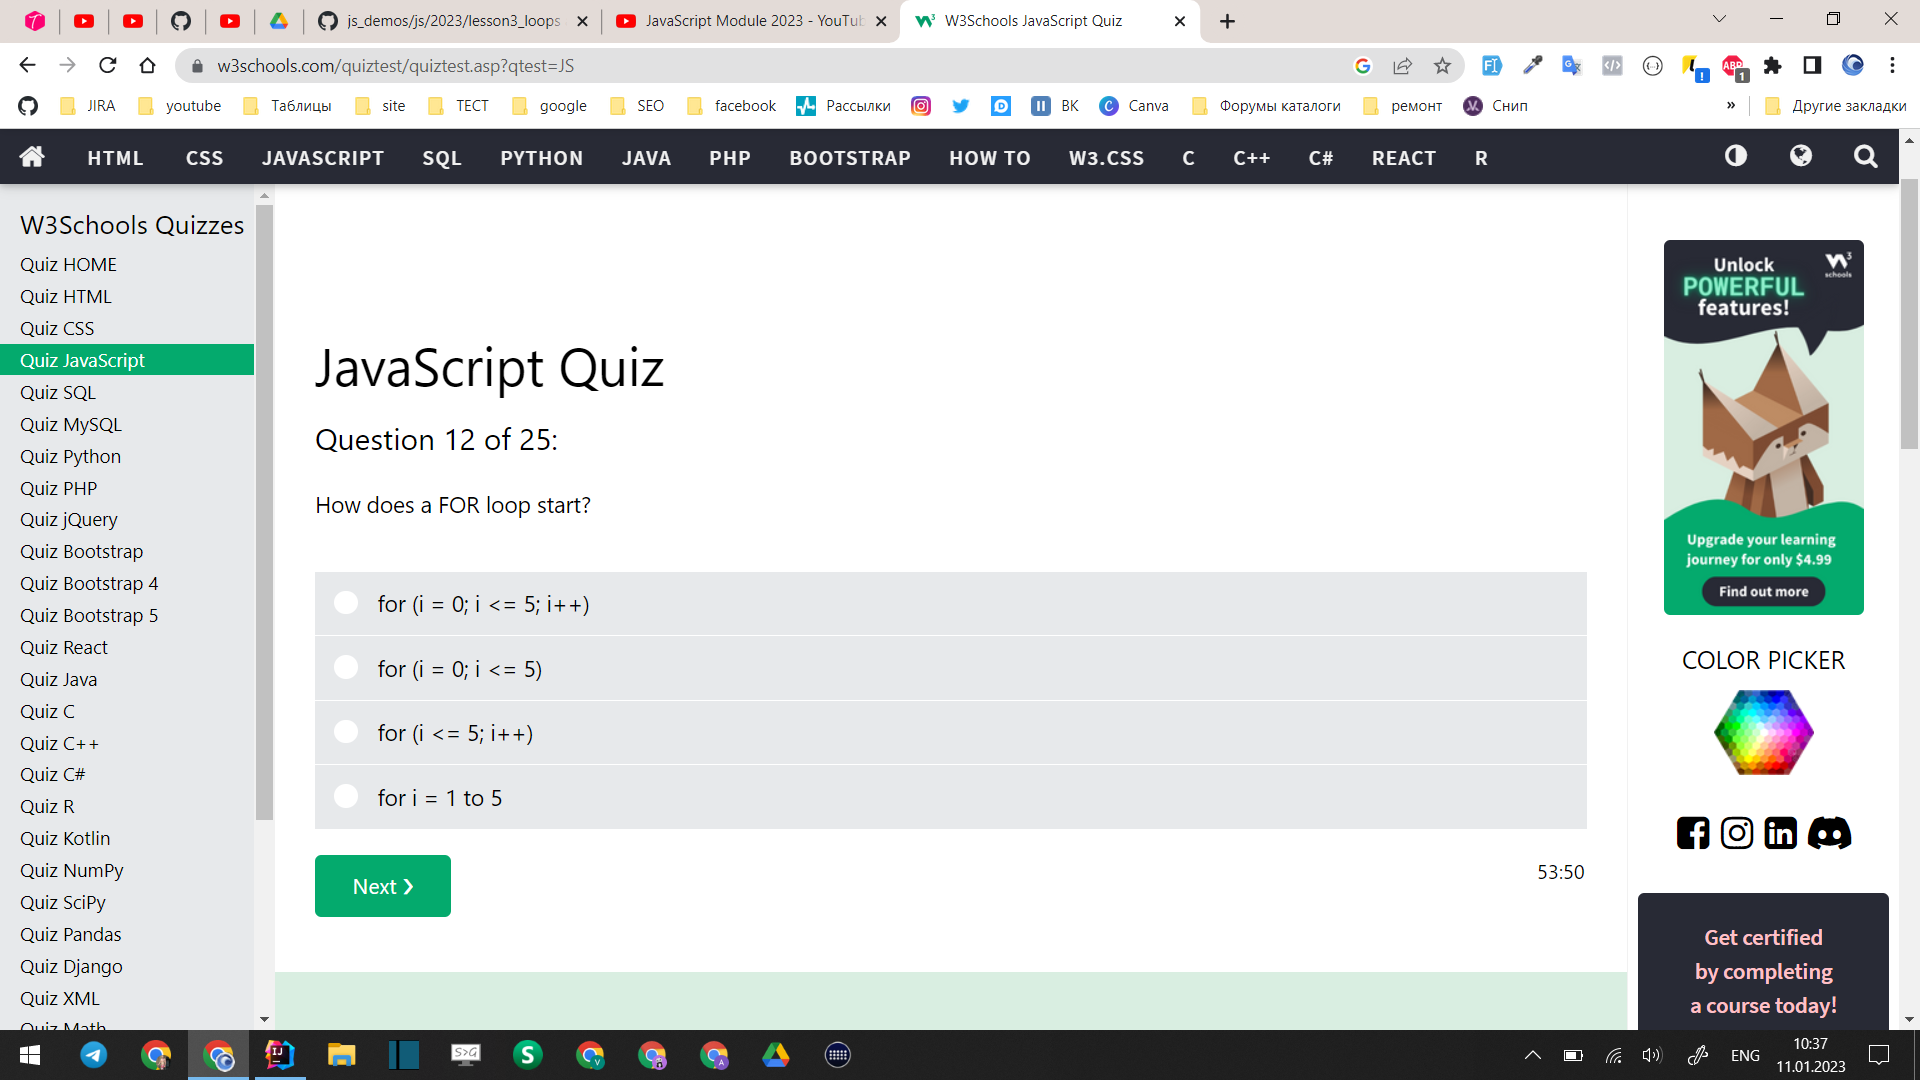 js_demos/js/2023/lesson3_loops
JavaScript Module 2023 - YouTu
W3Schools JavaScript Quiz
w3schools.com/quiztest/quiztest.asp?qtest=JS
JIRA youtube Таблицы site ТЕСТ google SEO facebook Рассылки ВК Canva Форумы каталоги ремонт Снип » Другие закладки
HTML CSS JAVASCRIPT SQL PYTHON JAVA PHP BOOTSTRAP HOW TO W3.CSS C C++ C# REACT R
W3Schools Quizzes
Quiz HOME
Quiz HTML
Quiz CSS
Quiz JavaScript
Quiz SQL
Quiz MySQL
Quiz Python
Quiz PHP
Quiz jQuery
Quiz Bootstrap
Quiz Bootstrap 4
Quiz Bootstrap 5
Quiz React
Quiz Java
Quiz C
Quiz C++
Quiz C#
Quiz R
Quiz Kotlin
Quiz NumPy
Quiz SciPy
Quiz Pandas
Quiz Django
Quiz XML
Quiz Math
JavaScript Quiz
Question 12 of 25:
How does a FOR loop start?
for (i = 0; i <= 5; i++)
for (i = 0; i <= 5)
for (i <= 5; i++)
for i = 1 to 5
Next ❯
53:50
Unlock
POWERFUL
features!
schools
Upgrade your learning
journey for only $4.99
Find out more
COLOR PICKER
Get certified
by completing
a course today!
ENG
10:37
11.01.2023